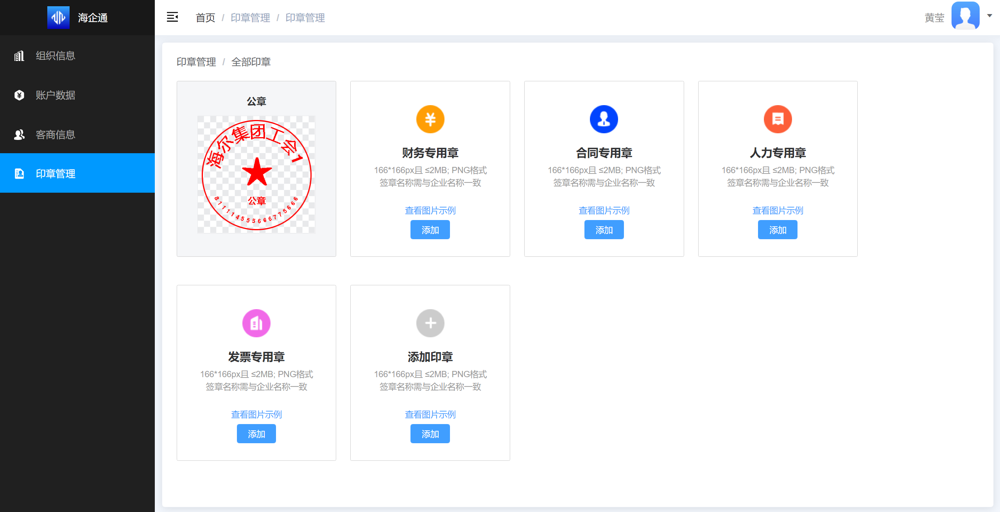 海企通
首页 / 印章管理 / 印章管理
黄莹
组织信息
账户数据
客商信息
印章管理
印章管理 / 全部印章
公章
海尔集团工会1
公章
8111145556667775666
财务专用章
166*166px且 ≤2MB; PNG格式
签章名称需与企业名称一致
查看图片示例
添加
合同专用章
166*166px且 ≤2MB; PNG格式
签章名称需与企业名称一致
查看图片示例
添加
人力专用章
166*166px且 ≤2MB; PNG格式
签章名称需与企业名称一致
查看图片示例
添加
发票专用章
166*166px且 ≤2MB; PNG格式
签章名称需与企业名称一致
查看图片示例
添加
添加印章
166*166px且 ≤2MB; PNG格式
签章名称需与企业名称一致
查看图片示例
添加